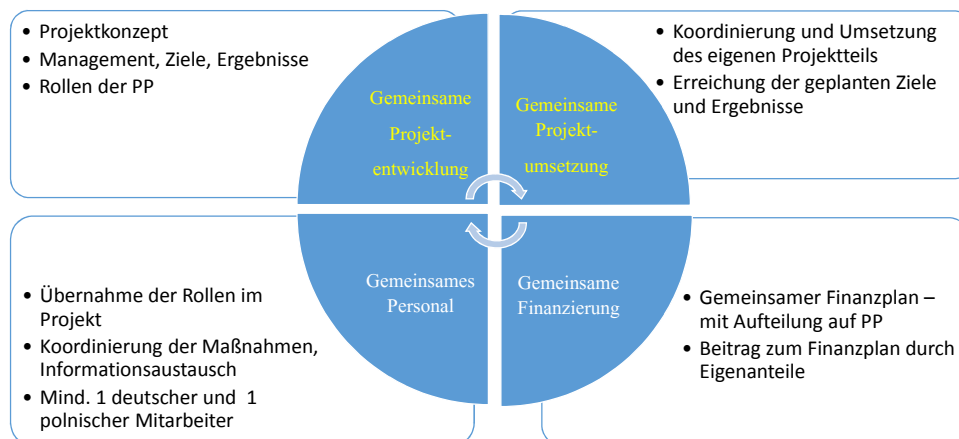 • Projektkonzept
• Management, Ziele, Ergebnisse
• Rollen der PP
Gemeinsame
Projekt-
entwicklung
Gemeinsame
Projekt-
umsetzung
• Koordinierung und Umsetzung
des eigenen Projektteils
• Erreichung der geplanten Ziele
und Ergebnisse
• Übernahme der Rollen im
Projekt
• Koordinierung der Maßnahmen,
Informationsaustausch
• Mind. 1 deutscher und 1
polnischer Mitarbeiter
Gemeinsames
Personal
Gemeinsame
Finanzierung
• Gemeinsamer Finanzplan –
mit Aufteilung auf PP
• Beitrag zum Finanzplan durch
Eigenanteile